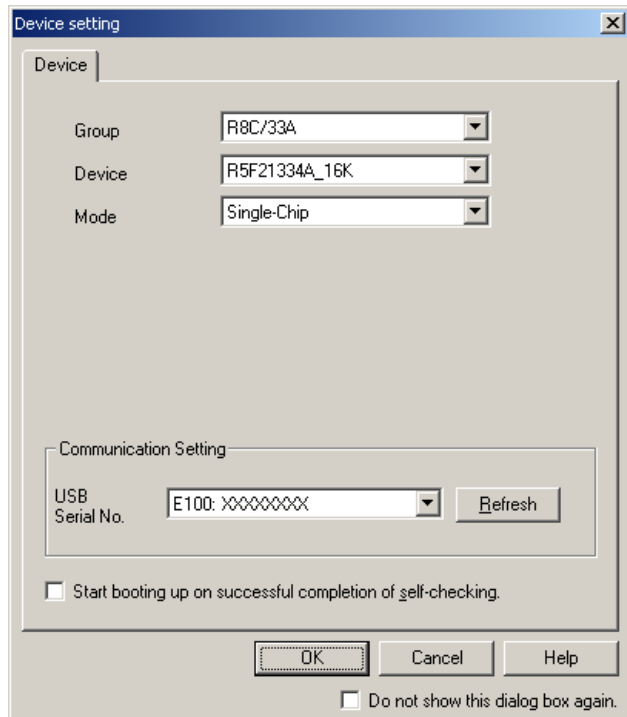 Device setting
Device
Group
R8C/33A
Device
R5F21334A_16K
Mode
Single-Chip
Communication Setting
USB
Serial No.
E100: XXXXXXXX
Refresh
Start booting up on successful completion of self-checking.
OK
Cancel
Help
Do not show this dialog box again.